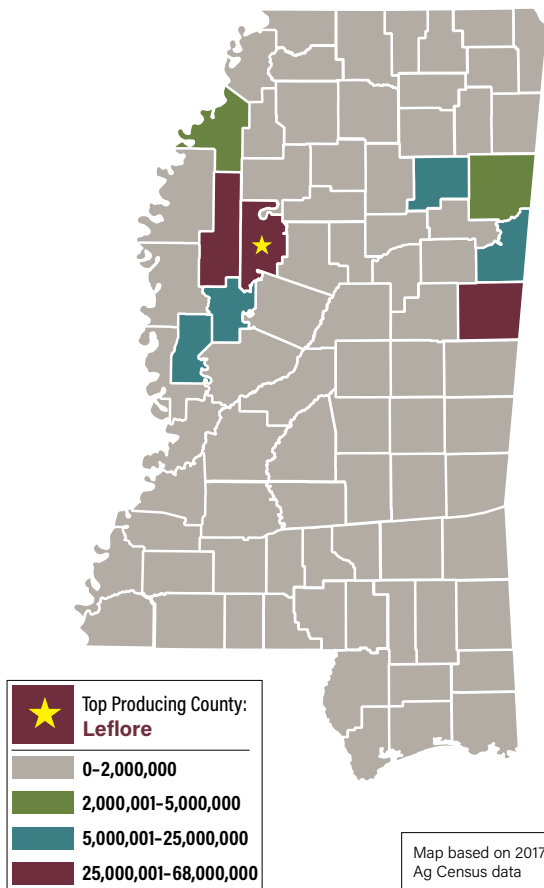 Top Producing County:
Leflore
0–2,000,000
2,000,001–5,000,000
5,000,001–25,000,000
25,000,001–68,000,000
Map based on 2017
Ag Census data